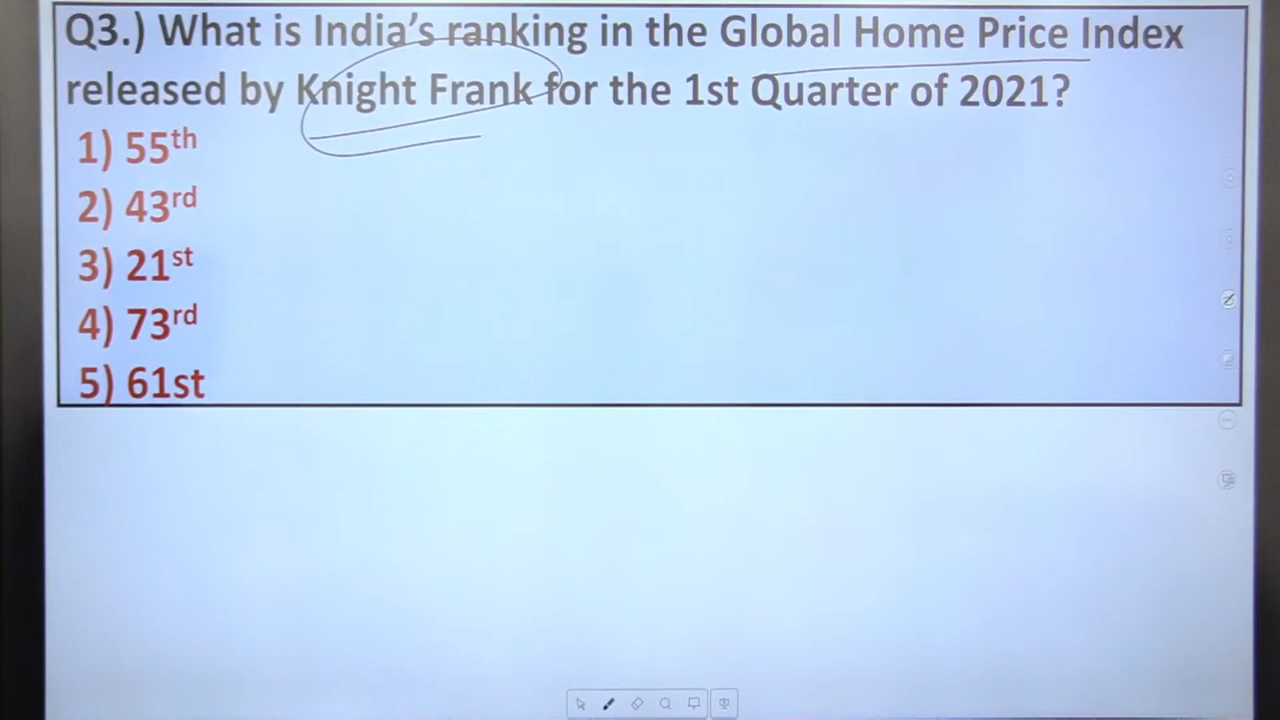 Q3.) What is India's ranking in the Global Home Price Index
released by Knight Frank for the 1st Quarter of 2021?
1) 55th
2) 43rd
3) 21st
4) 73rd
5) 61st